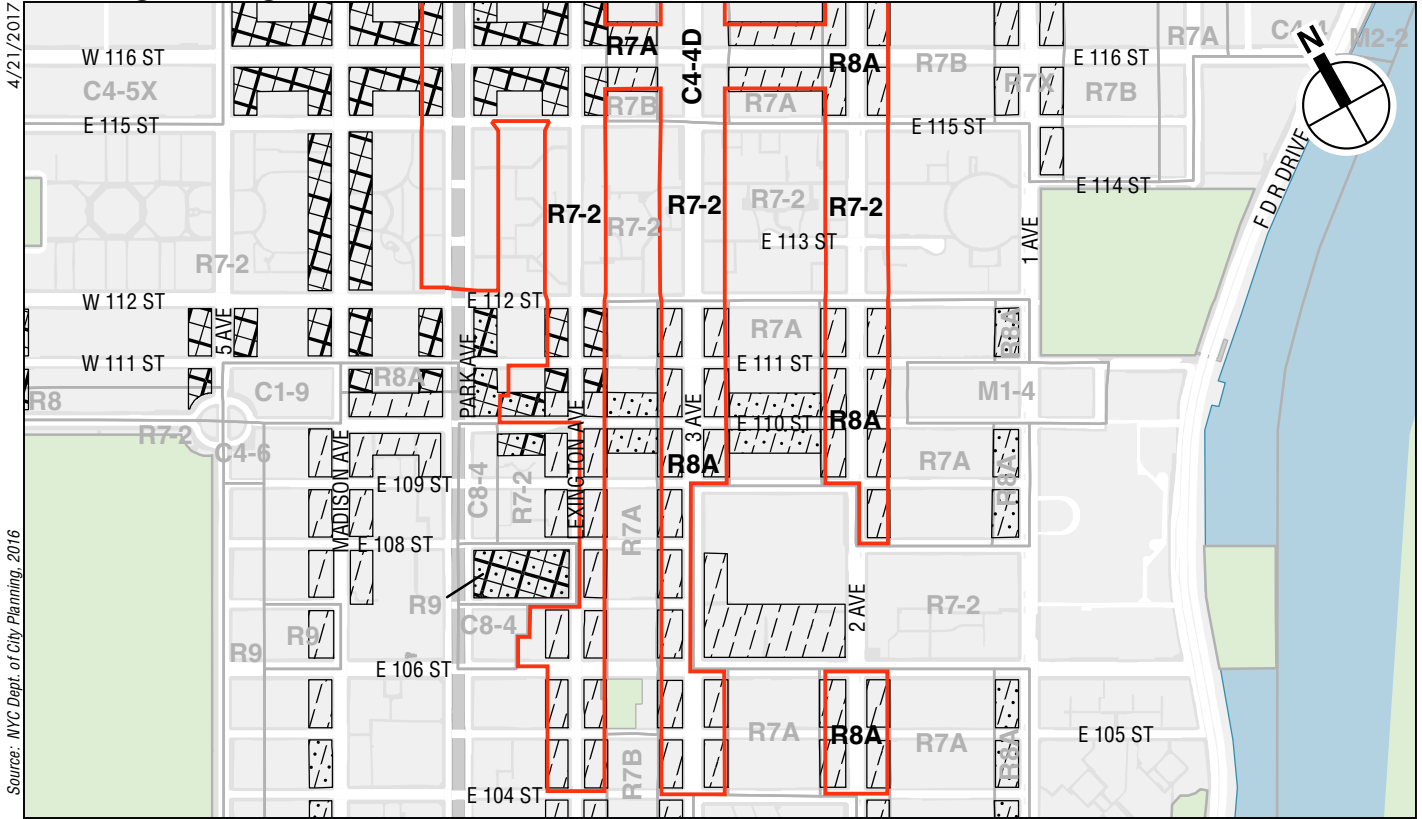 4/21/2017
W 116 ST
R7A
C4-4D
R8A
R7B
R7A
E 116 ST
M2-2
N
C4-5X
R7B
R7A
R7X
R7B
E 115 ST
E 115 ST
E 114 ST
F D R DRIVE
R7-2
R7-2
R7-2
R7-2
R7-2
E 113 ST
1 AVE
R7-2
W 112 ST
E 112 ST
5 AVE
R7A
R8A
W 111 ST
PARK AVE
E 111 ST
R8
C1-9
R8A
M1-4
R7-2
C4-6
3 AVE
E 110 ST
R8A
MADISON AVE
EXINGTON AVE
R8A
R7A
R8A
E 109 ST
C8-4
R7-2
R7A
E 108 ST
R9
2 AVE
R7-2
R9
R9
C8-4
E 106 ST
R7A
R8A
R7A
R8A
E 105 ST
R7B
E 104 ST
Source: NYC Dept. of City Planning, 2016